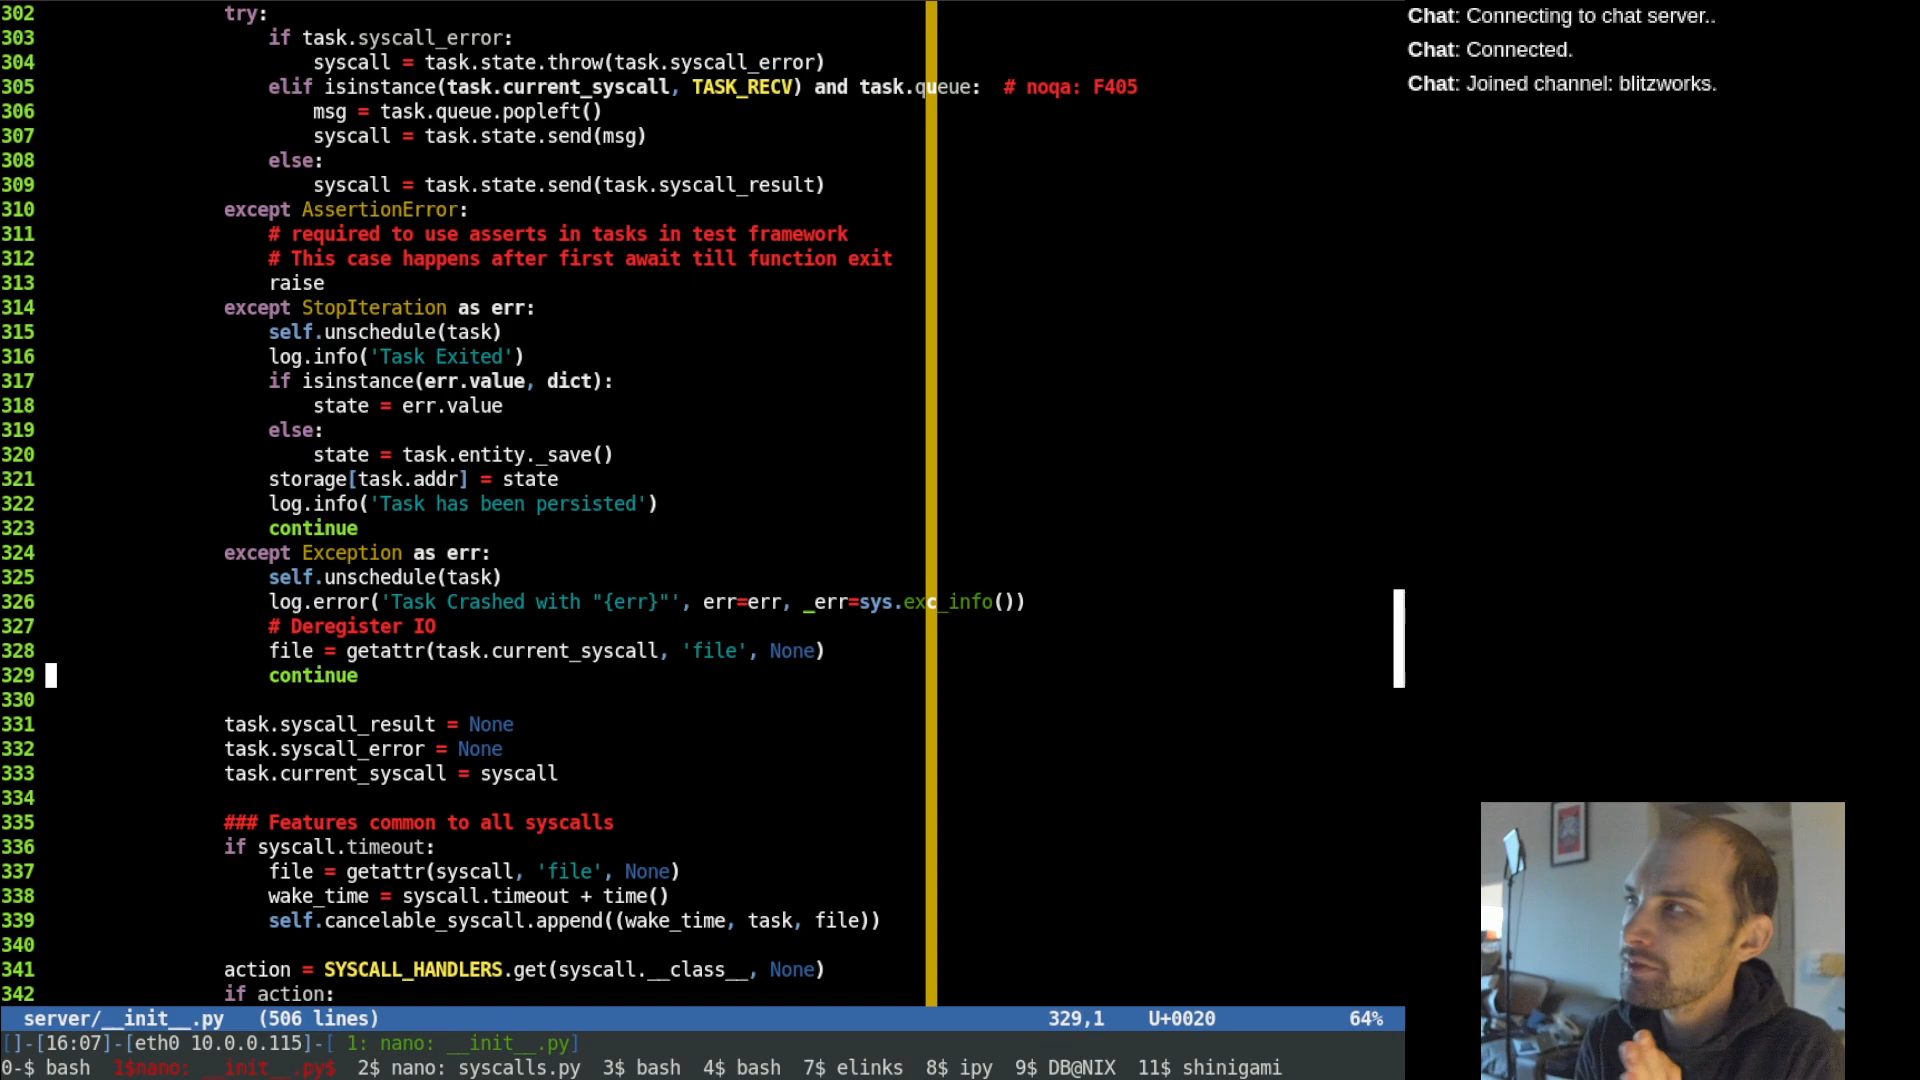 302                 try:
303                     if task.syscall_error:
304                         syscall = task.state.throw(task.syscall_error)
305                     elif isinstance(task.current_syscall, TASK_RECV) and task.queue:  # noqa: F405
306                         msg = task.queue.popleft()
307                         syscall = task.state.send(msg)
308                     else:
309                         syscall = task.state.send(task.syscall_result)
310                 except AssertionError:
311                     # required to use asserts in tasks in test framework
312                     # This case happens after first await till function exit
313                     raise
314                 except StopIteration as err:
315                     self.unschedule(task)
316                     log.info('Task Exited')
317                     if isinstance(err.value, dict):
318                         state = err.value
319                     else:
320                         state = task.entity._save()
321                     storage[task.addr] = state
322                     log.info('Task has been persisted')
323                     continue
324                 except Exception as err:
325                     self.unschedule(task)
326                     log.error('Task Crashed with "{err}"', err=err, _err=sys.exc_info())
327                     # Deregister IO
328                     file = getattr(task.current_syscall, 'file', None)
329                     continue
330
331                 task.syscall_result = None
332                 task.syscall_error = None
333                 task.current_syscall = syscall
334
335                 ### Features common to all syscalls
336                 if syscall.timeout:
337                     file = getattr(syscall, 'file', None)
338                     wake_time = syscall.timeout + time()
339                     self.cancelable_syscall.append((wake_time, task, file))
340
341                 action = SYSCALL_HANDLERS.get(syscall.__class__, None)
342                 if action:
server/__init__.py   (506 lines)   329,1   U+0020   64%
[]-[16:07]-[eth0 10.0.0.115]-[ 1: nano: __init__.py]
0-$ bash  1$nano: __init__.py$  2$ nano: syscalls.py  3$ bash  4$ bash  7$ elinks  8$ ipy  9$ DB@NIX  11$ shinigami
Chat: Connecting to chat server..
Chat: Connected.
Chat: Joined channel: blitzworks.